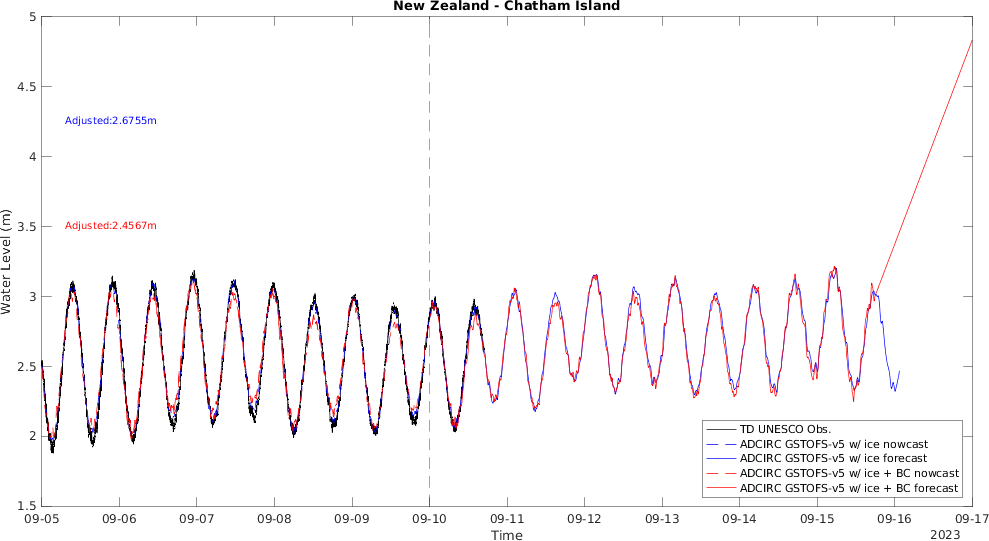 New Zealand - Chatham Island
Water Level (m)
5
4.5
4
3.5
3
2.5
2
1.5
Adjusted:2.6755m
Adjusted:2.4567m
TD UNESCO Obs.
ADCIRC GSTOFS-v5 w/ ice nowcast
ADCIRC GSTOFS-v5 w/ ice forecast
ADCIRC GSTOFS-v5 w/ ice + BC nowcast
ADCIRC GSTOFS-v5 w/ ice + BC forecast
09-05 09-06 09-07 09-08 09-09 09-10 09-11 09-12 09-13 09-14 09-15 09-16 09-17
Time
2023